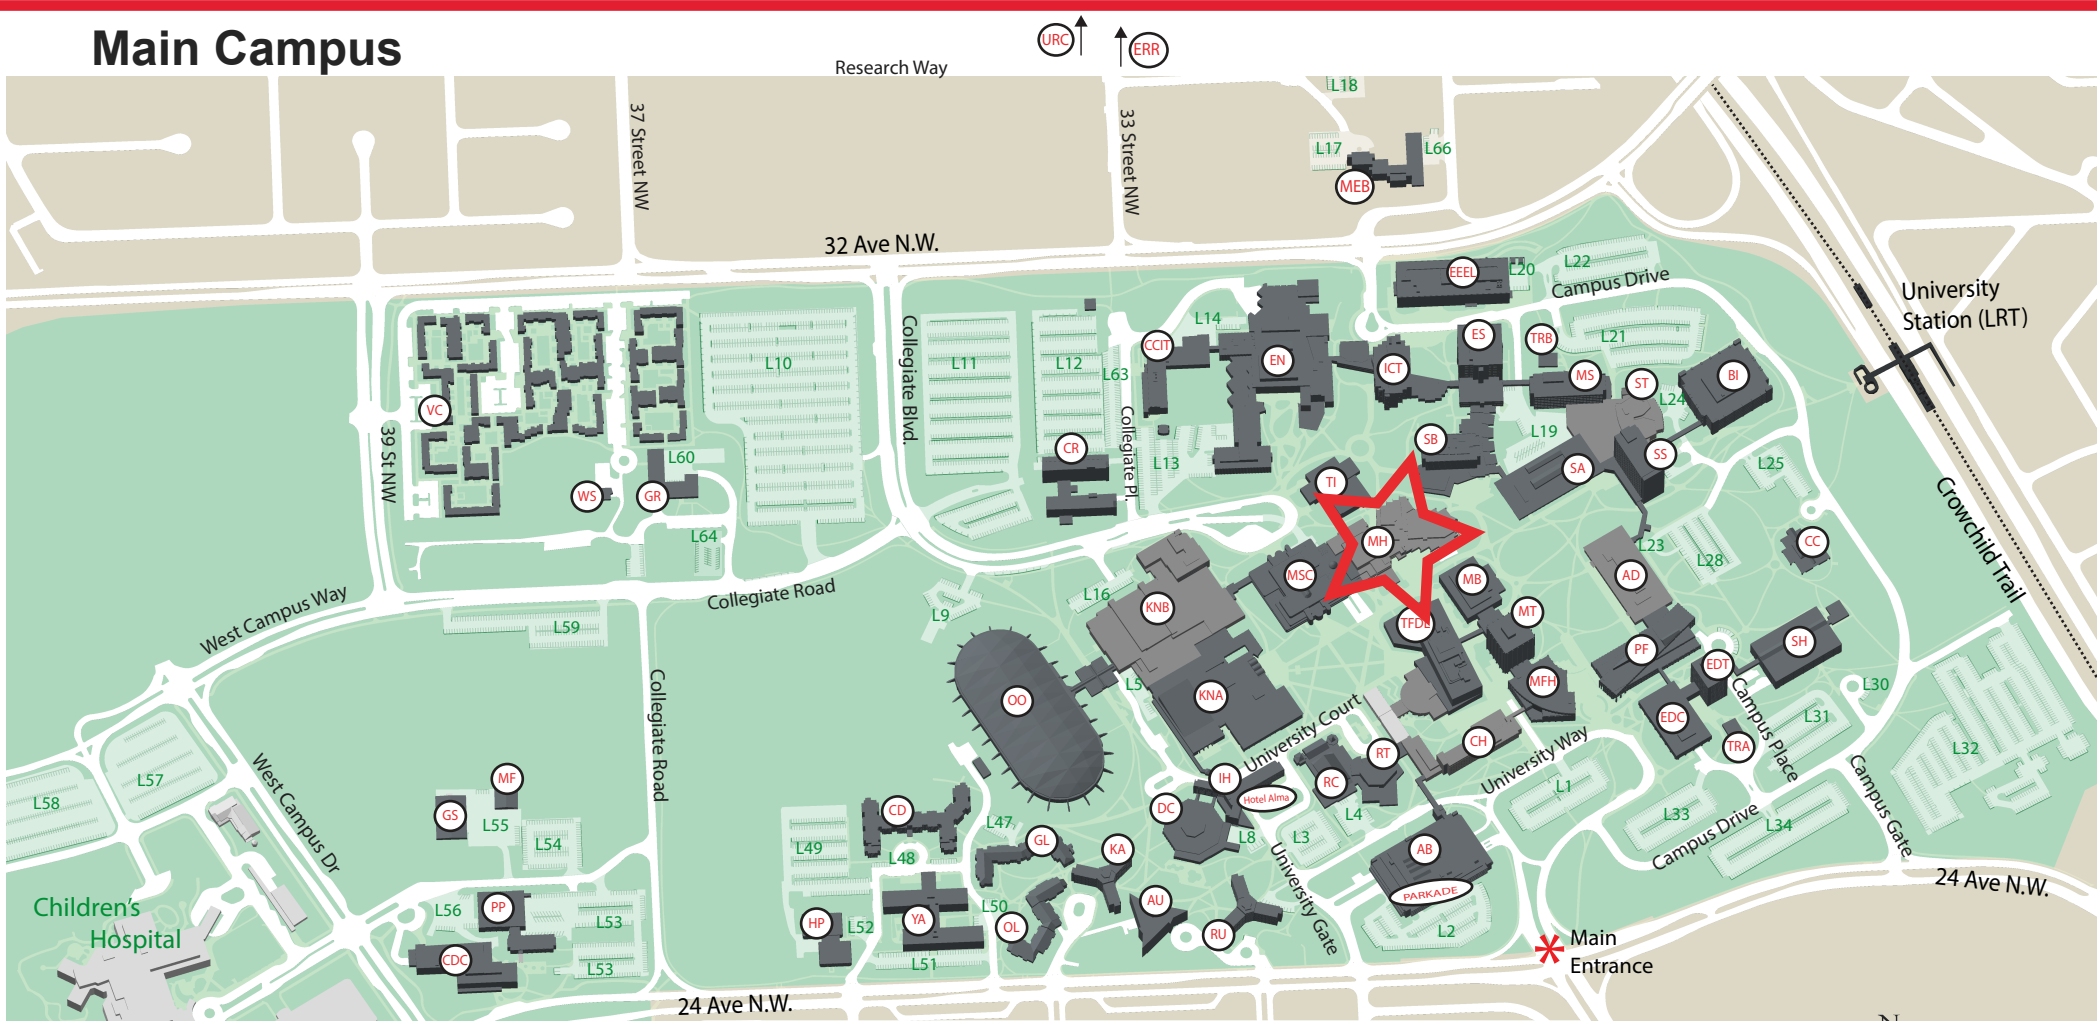 Main Campus
URC
ERR
Research Way
L18
37 Street NW
33 Street NW
L17
L66
MEB
32 Ave N.W.
EEEL
L20
L22
Campus Drive
University
Station (LRT)
L14
CCIT
EN
ICT
ES
TRB
L21
MS
ST
BI
L24
L10
L11
L12
L63
Collegiate Blvd.
Collegiate Pl.
VC
39 St NW
CR
L13
SB
L19
SA
SS
L25
L60
WS
GR
TI
Crowchild Trail
L64
MH
L23
L28
CC
MSC
MB
AD
Collegiate Road
West Campus Way
L16
KNB
L9
L59
TFDL
MT
PF
EDT
SH
MFH
L5
KNA
OO
L30
Collegiate Road
University Court
EDC
Campus Place
L31
TRA
CH
RT
University Way
L32
L57
West Campus Dr
MF
IH
Hotel Alma
RC
L1
Campus Gate
L58
GS
L55
CD
DC
L4
L33
Campus Drive
L34
L54
L49
L48
L47
GL
KA
L8
L3
AB
PARKADE
University Gate
24 Ave N.W.
Children's
Hospital
L56
PP
L53
HP
L52
YA
L50
OL
AU
RU
L2
Main
Entrance
CDC
L53
L51
24 Ave N.W.